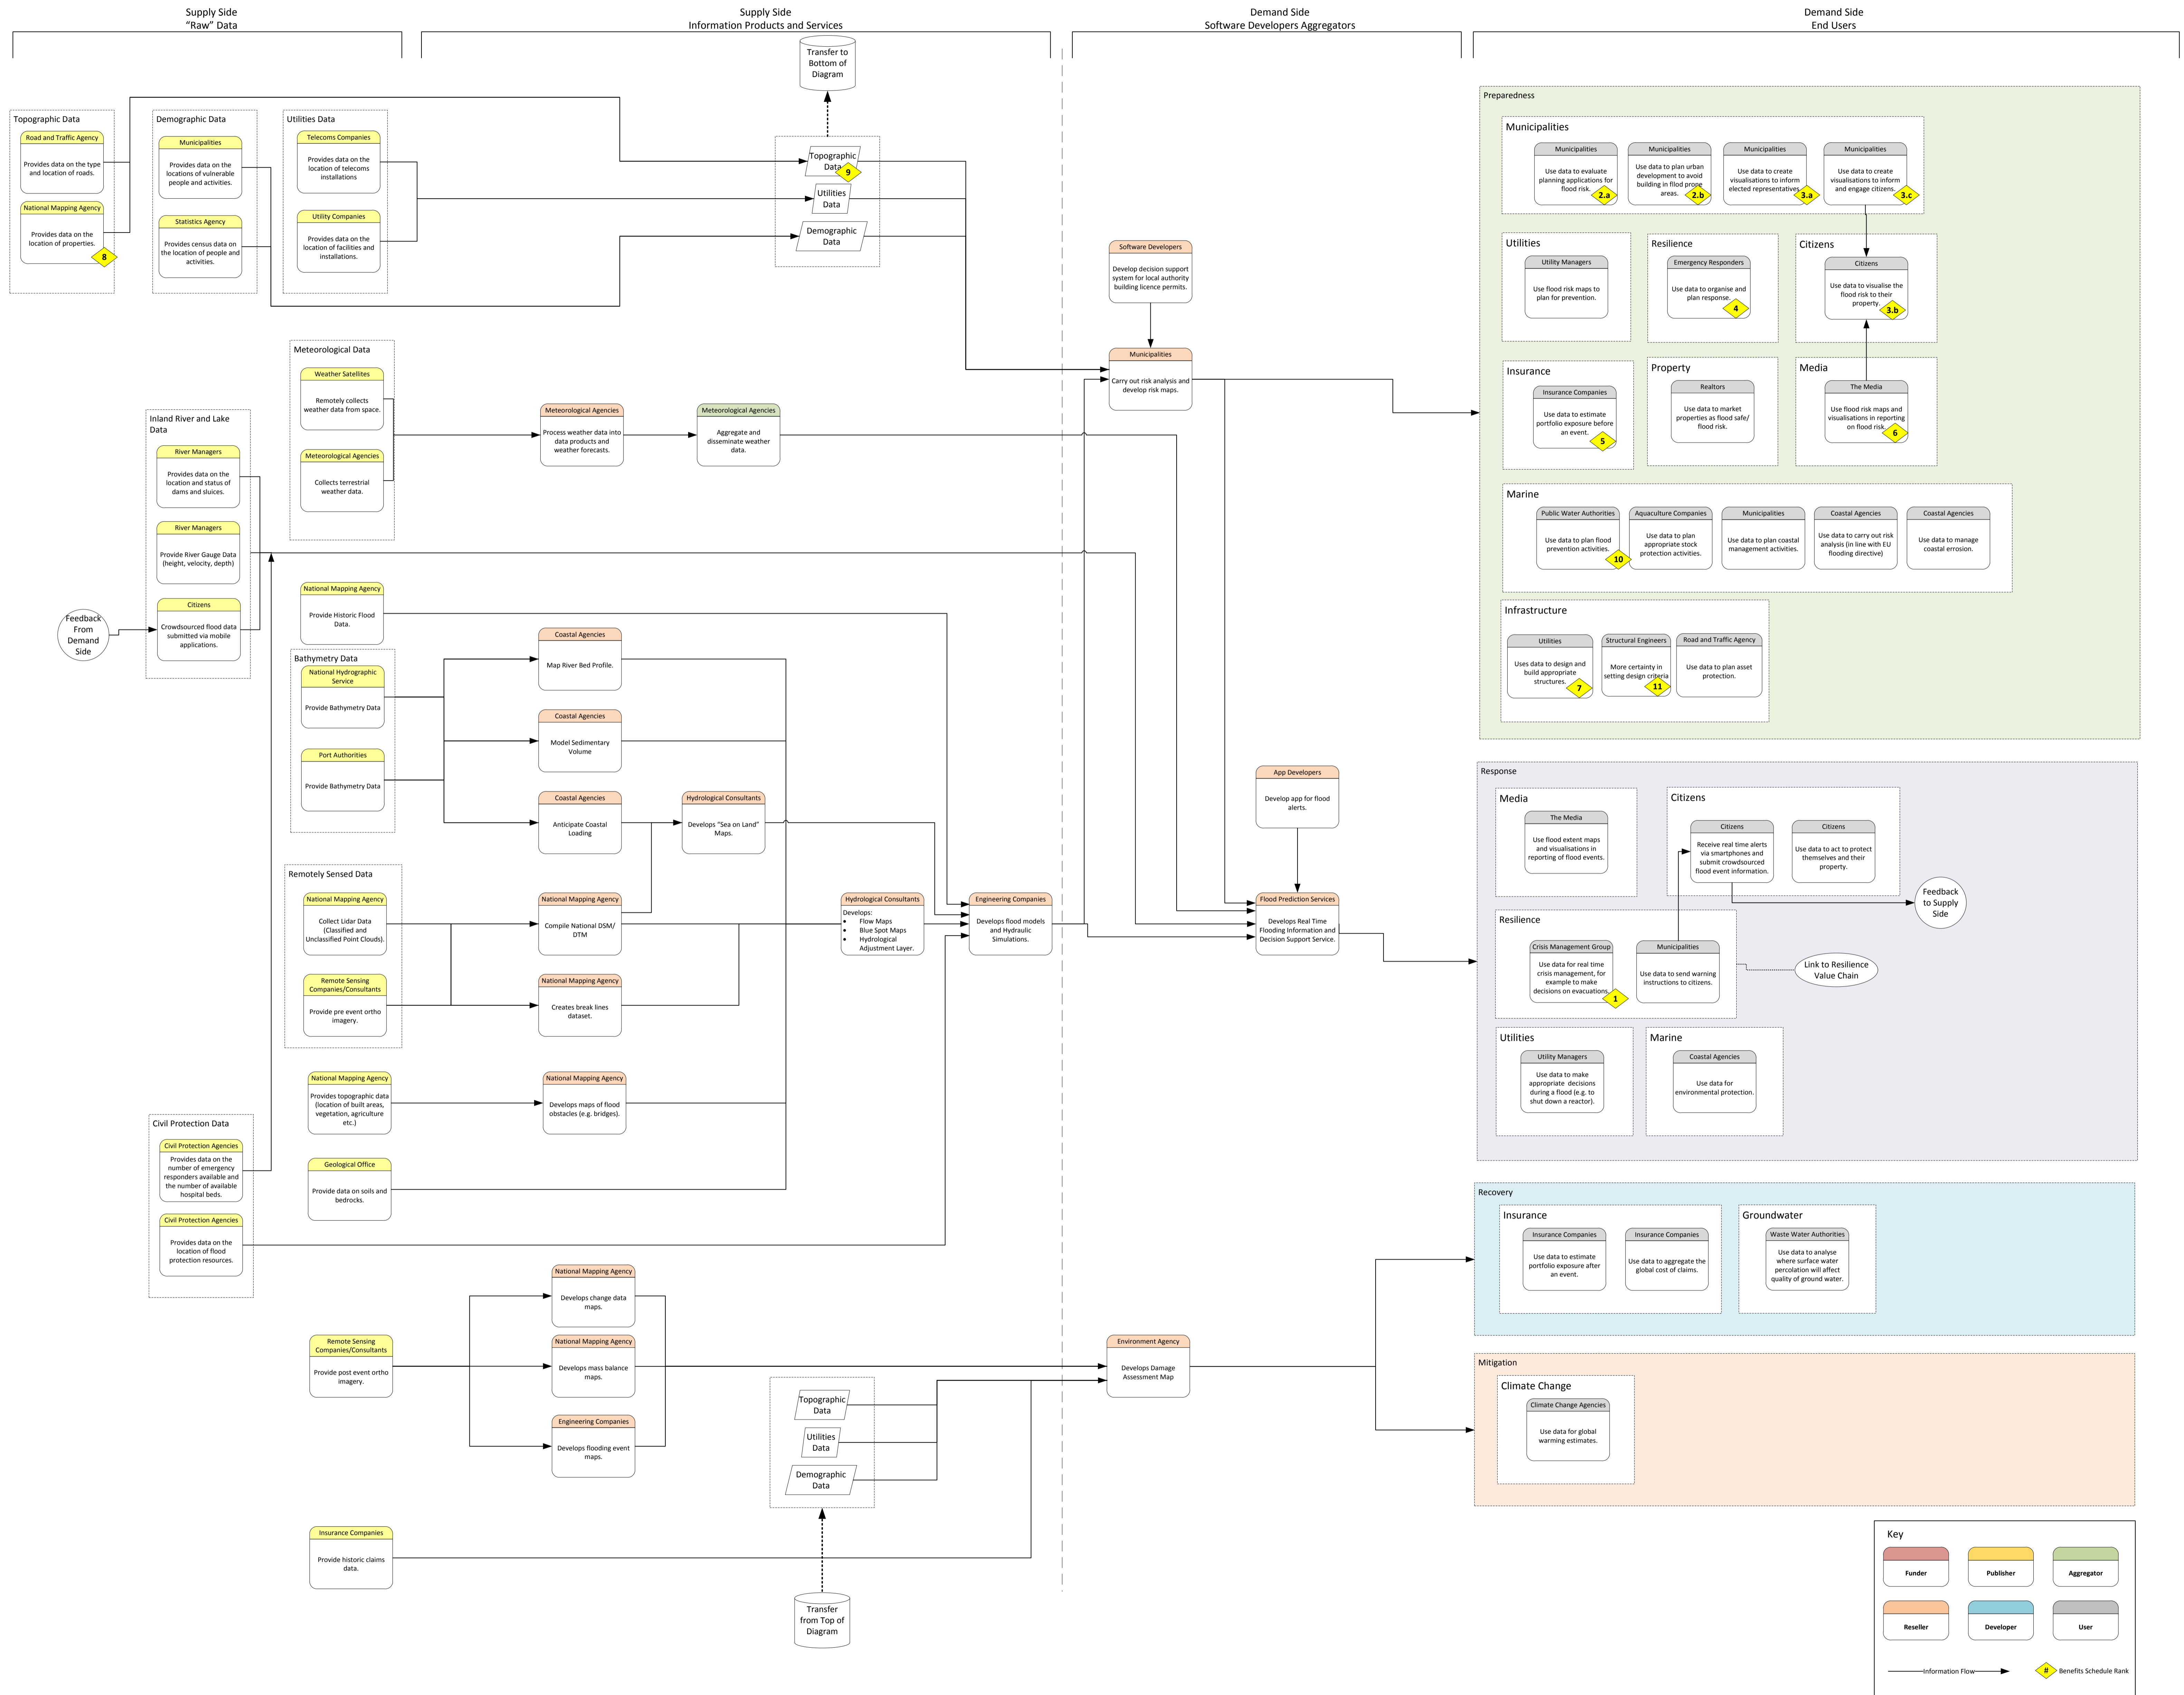 Supply Side
“Raw” Data
Supply Side
Information Products and Services
Demand Side
Software Developers Aggregators
Demand Side
End Users
Transfer to
Bottom of
Diagram
Topographic Data
Road and Traffic Agency
Provides data on the type
and location of roads.
National Mapping Agency
Provides data on the
location of properties.
8
Demographic Data
Municipalities
Provides data on the
locations of vulnerable
people and activities.
Statistics Agency
Provides census data on
the location of people and
activities.
Utilities Data
Telecoms Companies
Provides data on the
location of telecoms
installations
Utility Companies
Provides data on the
location of facilities and
installations.
Topographic
Data
9
Utilities
Data
Demographic
Data
Software Developers
Develop decision support
system for local authority
building licence permits.
Municipalities
Carry out risk analysis and
develop risk maps.
Meteorological Data
Weather Satellites
Remotely collects
weather data from space.
Meteorological Agencies
Collects terrestrial
weather data.
Meteorological Agencies
Process weather data into
data products and
weather forecasts.
Meteorological Agencies
Aggregate and
disseminate weather
data.
Inland River and Lake
Data
River Managers
Provides data on the
location and status of
dams and sluices.
River Managers
Provide River Gauge Data
(height, velocity, depth)
Citizens
Crowdsourced flood data
submitted via mobile
applications.
Feedback
From
Demand
Side
National Mapping Agency
Provide Historic Flood
Data.
Bathymetry Data
National Hydrographic
Service
Provide Bathymetry Data
Port Authorities
Provide Bathymetry Data
Coastal Agencies
Map River Bed Profile.
Coastal Agencies
Model Sedimentary
Volume
Coastal Agencies
Anticipate Coastal
Loading
Hydrological Consultants
Develops “Sea on Land”
Maps.
Remotely Sensed Data
National Mapping Agency
Collect Lidar Data
(Classified and
Unclassified Point Clouds).
Remote Sensing
Companies/Consultants
Provide pre event ortho
imagery.
National Mapping Agency
Compile National DSM/
DTM
National Mapping Agency
Creates break lines
dataset.
Hydrological Consultants
Develops:
• Flow Maps
• Blue Spot Maps
• Hydrological
Adjustment Layer.
Engineering Companies
Develops flood models
and Hydraulic
Simulations.
App Developers
Develop app for flood
alerts.
Flood Prediction Services
Develops Real Time
Flooding Information and
Decision Support Service.
National Mapping Agency
Provides topographic data
(location of built areas,
vegetation, agriculture
etc.)
National Mapping Agency
Develops maps of flood
obstacles (e.g. bridges).
Civil Protection Data
Civil Protection Agencies
Provides data on the
number of emergency
responders available and
the number of available
hospital beds.
Civil Protection Agencies
Provides data on the
location of flood
protection resources.
Geological Office
Provide data on soils and
bedrocks.
Remote Sensing
Companies/Consultants
Provide post event ortho
imagery.
National Mapping Agency
Develops change data
maps.
National Mapping Agency
Develops mass balance
maps.
Engineering Companies
Develops flooding event
maps.
Topographic
Data
Utilities
Data
Demographic
Data
Environment Agency
Develops Damage
Assessment Map
Insurance Companies
Provide historic claims
data.
Transfer
from Top of
Diagram
Preparedness
Municipalities
Municipalities
Use data to evaluate
planning applications for
flood risk.
2.a
Municipalities
Use data to plan urban
development to avoid
building in fllod prone
areas.
2.b
Municipalities
Use data to create
visualisations to inform
elected representatives.
3.a
Municipalities
Use data to create
visualisations to inform
and engage citizens.
3.c
Utilities
Utility Managers
Use flood risk maps to
plan for prevention.
Resilience
Emergency Responders
Use data to organise and
plan response.
4
Citizens
Citizens
Use data to visualise the
flood risk to their
property.
3.b
Insurance
Insurance Companies
Use data to estimate
portfolio exposure before
an event.
5
Property
Realtors
Use data to market
properties as flood safe/
flood risk.
Media
The Media
Use flood risk maps and
visualisations in reporting
on flood risk.
6
Marine
Public Water Authorities
Use data to plan flood
prevention activities.
10
Aquaculture Companies
Use data to plan
appropriate stock
protection activities.
Municipalities
Use data to plan coastal
management activities.
Coastal Agencies
Use data to carry out risk
analysis (in line with EU
flooding directive)
Coastal Agencies
Use data to manage
coastal errosion.
Infrastructure
Utilities
Uses data to design and
build appropriate
structures.
7
Structural Engineers
More certainty in
setting design criteria
11
Road and Traffic Agency
Use data to plan asset
protection.
Response
Media
The Media
Use flood extent maps
and visualisations in
reporting of flood events.
Citizens
Citizens
Receive real time alerts
via smartphones and
submit crowdsourced
flood event information.
Citizens
Use data to act to protect
themselves and their
property.
Feedback
to Supply
Side
Resilience
Crisis Management Group
Use data for real time
crisis management, for
example to make
decisions on evacuations.
1
Municipalities
Use data to send warning
instructions to citizens.
Link to Resilience
Value Chain
Utilities
Utility Managers
Use data to make
appropriate decisions
during a flood (e.g. to
shut down a reactor).
Marine
Coastal Agencies
Use data for
environmental protection.
Recovery
Insurance
Insurance Companies
Use data to estimate
portfolio exposure after
an event.
Insurance Companies
Use data to aggregate the
global cost of claims.
Groundwater
Waste Water Authorities
Use data to analyse
where surface water
percolation will affect
quality of ground water.
Mitigation
Climate Change
Climate Change Agencies
Use data for global
warming estimates.
Key
Funder
Publisher
Aggregator
Reseller
Developer
User
Information Flow
# Benefits Schedule Rank